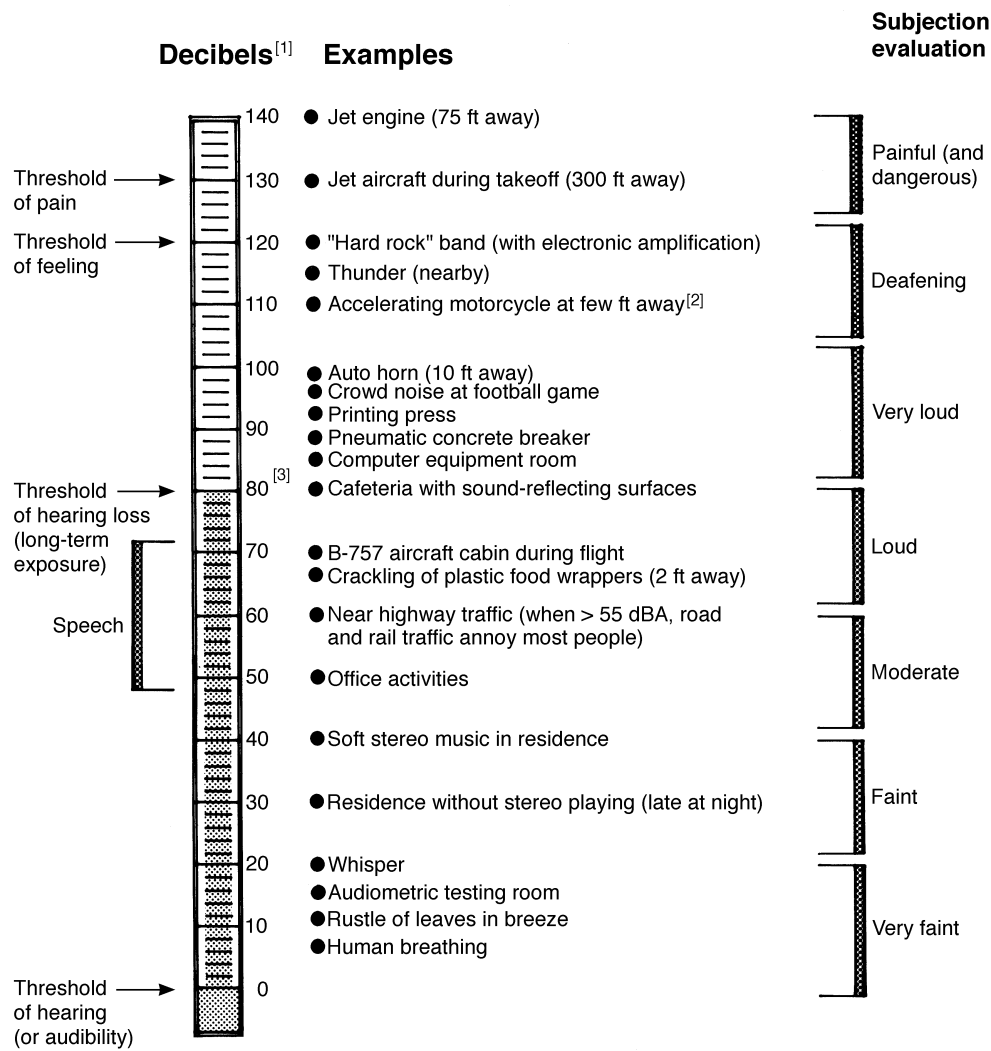 Subjection
evaluation
Decibels[1] Examples
140 Jet engine (75 ft away)
Painful (and
dangerous)
Threshold
of pain
130 Jet aircraft during takeoff (300 ft away)
Threshold
of feeling
120 "Hard rock" band (with electronic amplification)
Thunder (nearby)
Deafening
110 Accelerating motorcycle at few ft away[2]
100
Auto horn (10 ft away)
Crowd noise at football game
Printing press
Very loud
90
Pneumatic concrete breaker
Computer equipment room
Threshold
of hearing loss
(long-term
exposure)
80 [3] Cafeteria with sound-reflecting surfaces
Loud
70 B-757 aircraft cabin during flight
Crackling of plastic food wrappers (2 ft away)
60 Near highway traffic (when > 55 dBA, road
and rail traffic annoy most people)
Speech
50 Office activities
Moderate
40 Soft stereo music in residence
30 Residence without stereo playing (late at night)
Faint
20 Whisper
Audiometric testing room
Rustle of leaves in breeze
10
Human breathing
Very faint
Threshold
of hearing
(or audibility)
0